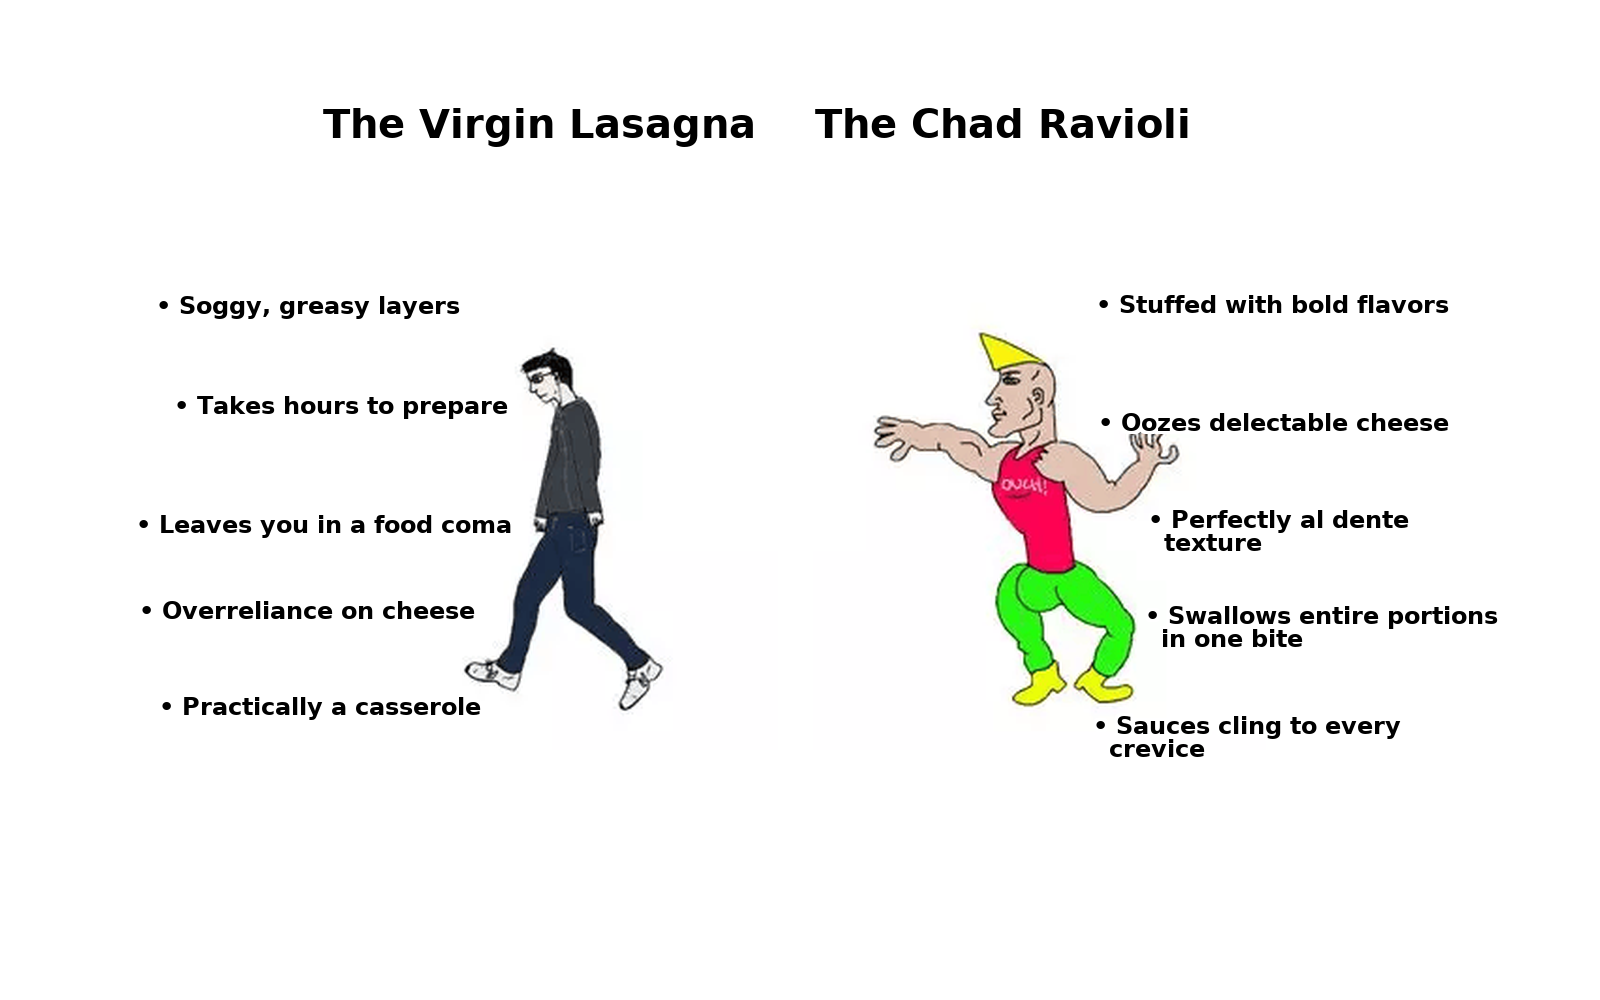 The Virgin Lasagna
The Chad Ravioli
• Soggy, greasy layers
• Takes hours to prepare
• Leaves you in a food coma
• Overreliance on cheese
• Practically a casserole
• Stuffed with bold flavors
• Oozes delectable cheese
OUCH!
• Perfectly al dente
texture
• Swallows entire portions
in one bite
• Sauces cling to every
crevice